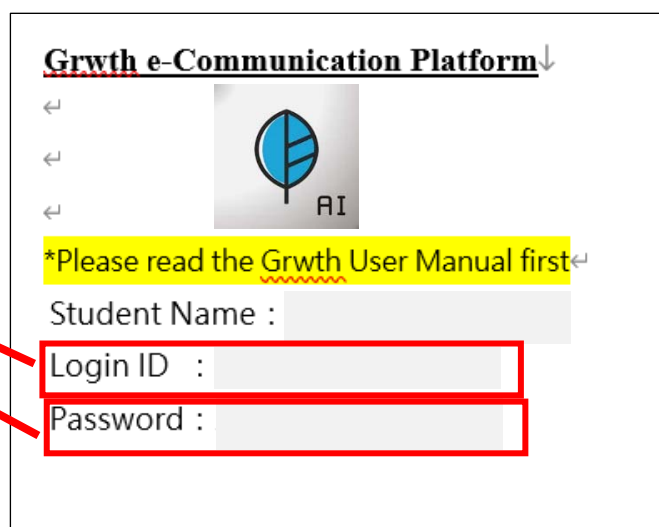 Grwth e-Communication Platform↓
↵
↵
↵
AI
*Please read the Grwth User Manual first↵
Student Name :
Login ID :
Password :